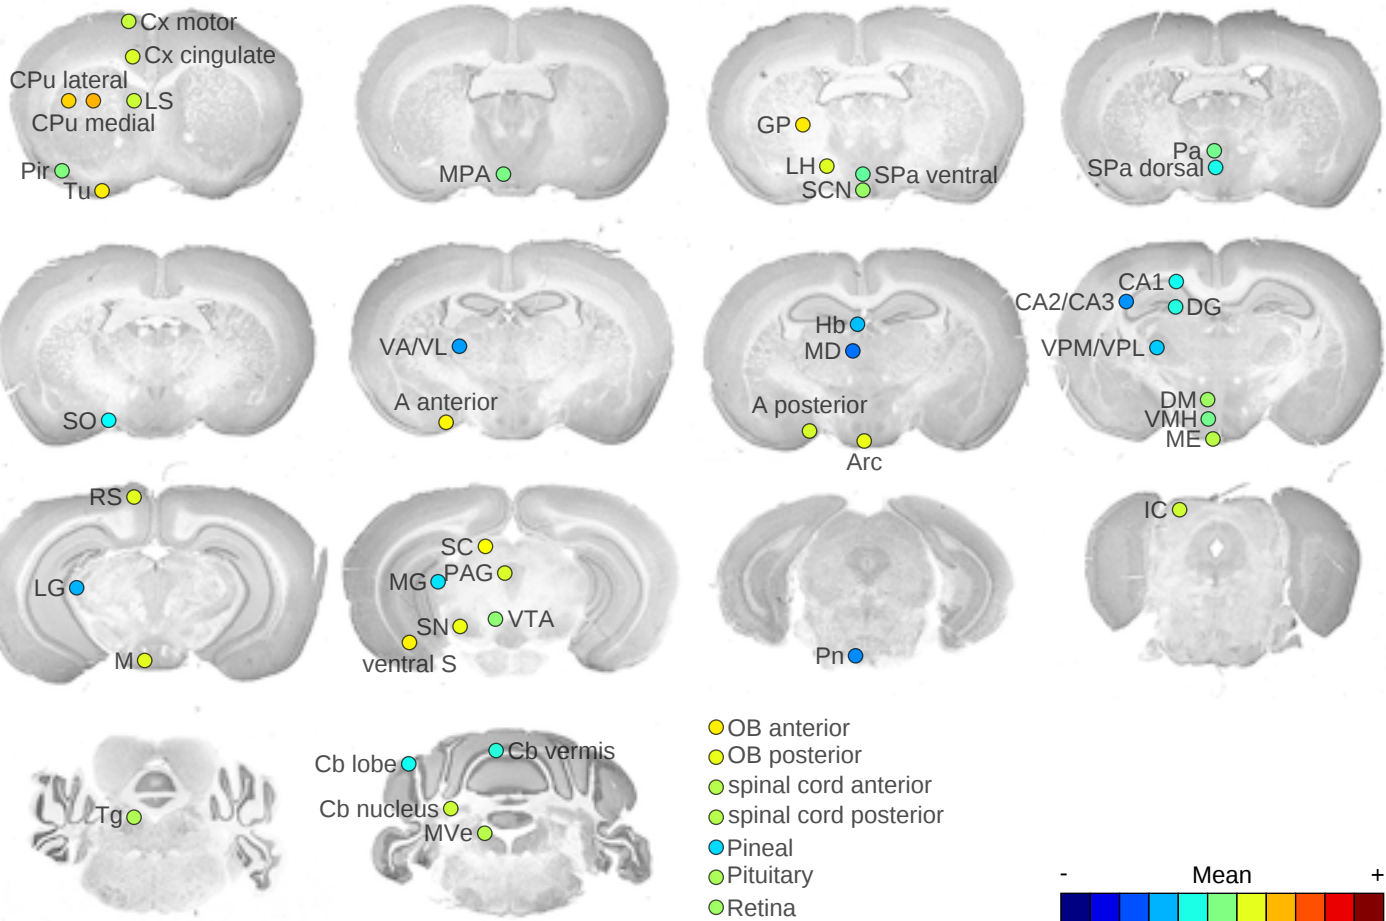 Cx motor
Cx cingulate
CPu lateral
LS
CPu medial
Pir
Tu
MPA
GP
LH
SPa ventral
SCN
Pa
SPa dorsal
SO
VA/VL
A anterior
Hb
MD
A posterior
Arc
CA1
CA2/CA3
DG
VPM/VPL
DM
VMH
ME
RS
LG
M
SC
PAG
MG
VTA
SN
ventral S
Pn
IC
Tg
Cb lobe
Cb vermis
Cb nucleus
MVe
OB anterior
OB posterior
spinal cord anterior
spinal cord posterior
Pineal
Pituitary
Retina
- Mean +